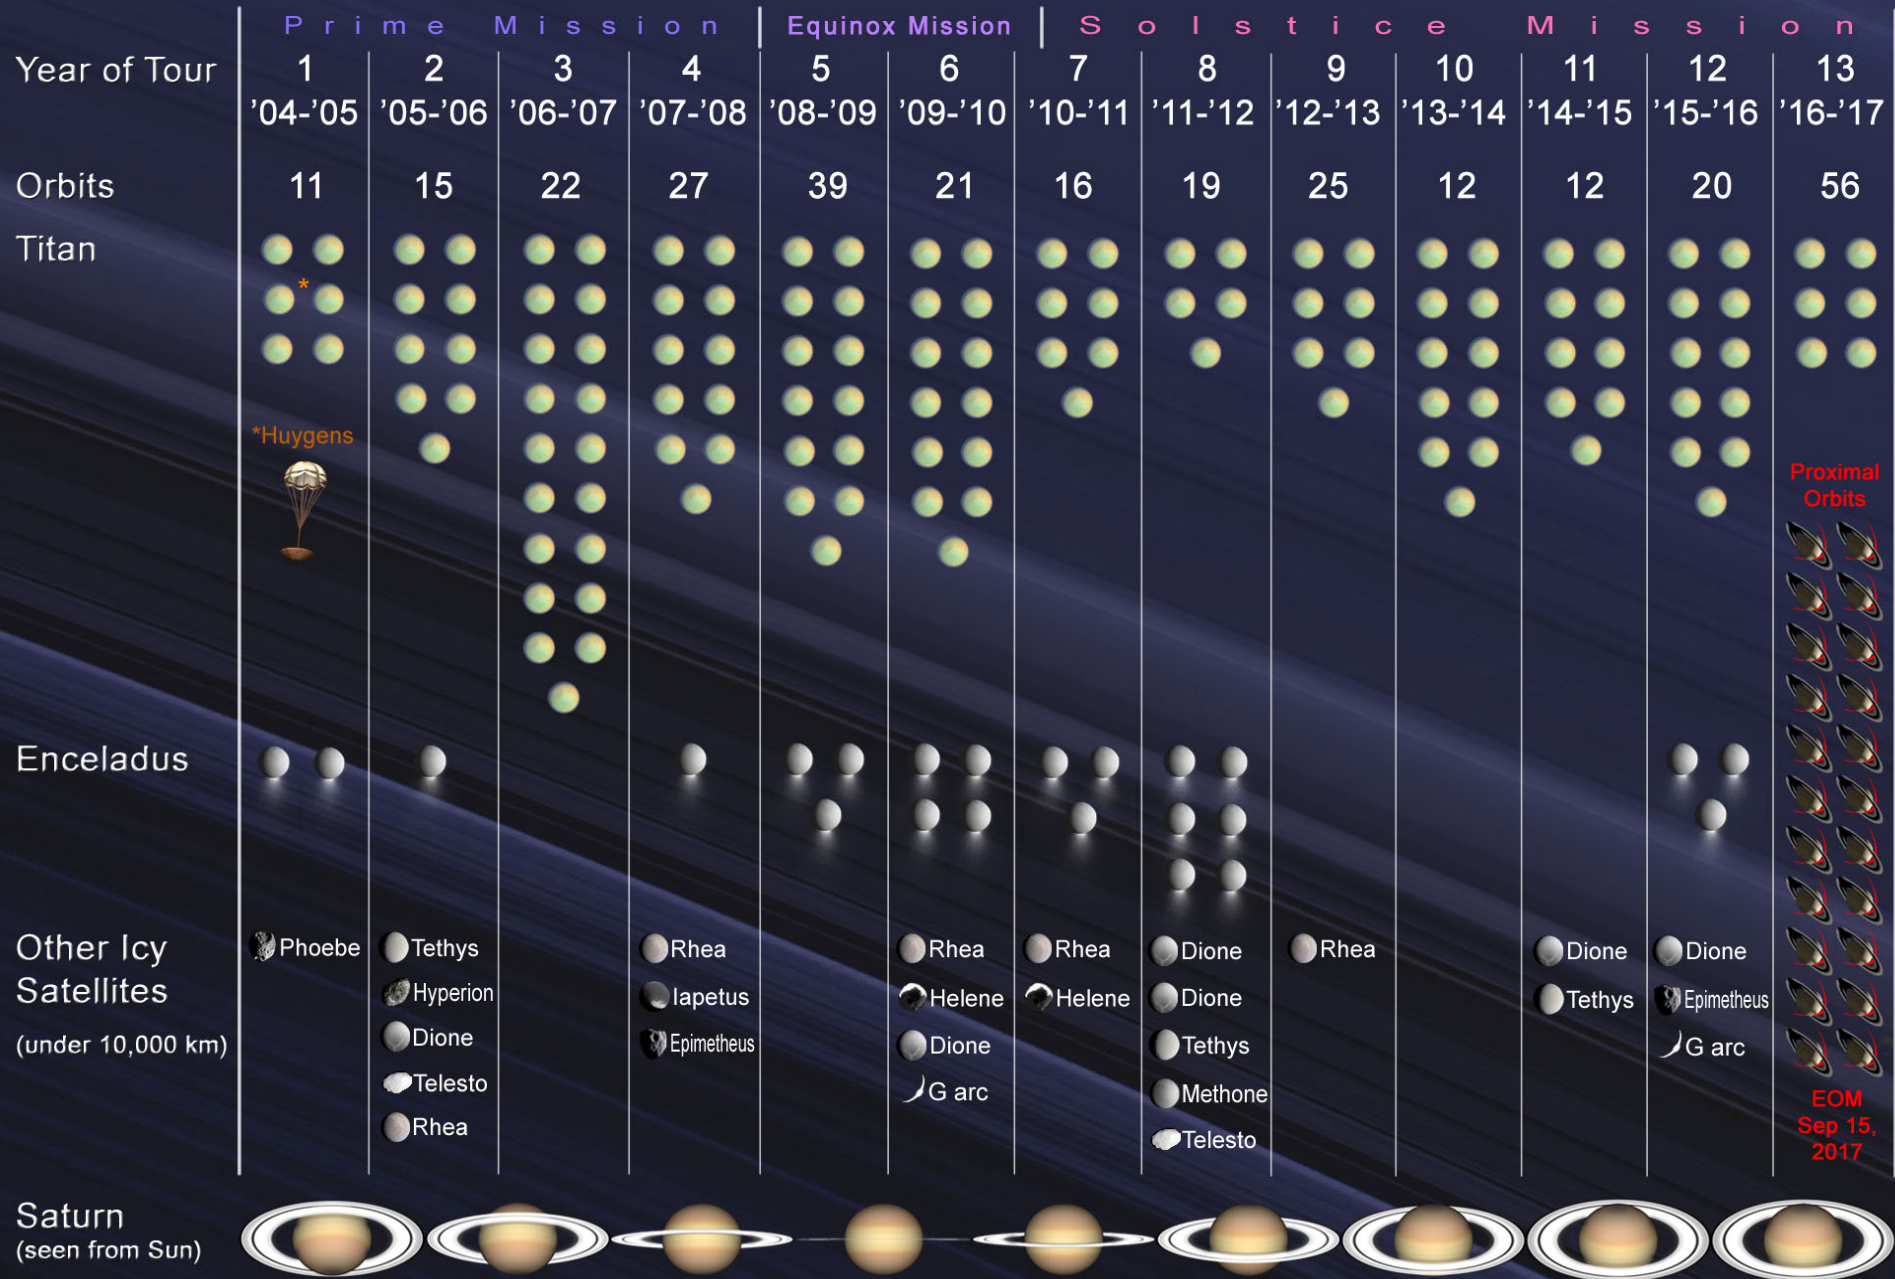 Prime Mission Equinox Mission Solstice Mission
Year of Tour 1 2 3 4 5 6 7 8 9 10 11 12 13
’04-’05 ’05-’06 ’06-’07 ’07-’08 ’08-’09 ’09-’10 ’10-’11 ’11-’12 ’12-’13 ’13-’14 ’14-’15 ’15-’16 ’16-’17
Orbits 11 15 22 27 39 21 16 19 25 12 12 20 56
Titan
*
*Huygens
Proximal
Orbits
Enceladus
Other Icy Phoebe Tethys Rhea Rhea Rhea Dione Rhea Dione Dione
Satellites Hyperion Iapetus Helene Helene Dione Tethys Epimetheus
(under 10,000 km) Dione Epimetheus Dione Tethys G arc
Telesto G arc Methone
Rhea Telesto
EOM
Sep 15,
2017
Saturn
(seen from Sun)